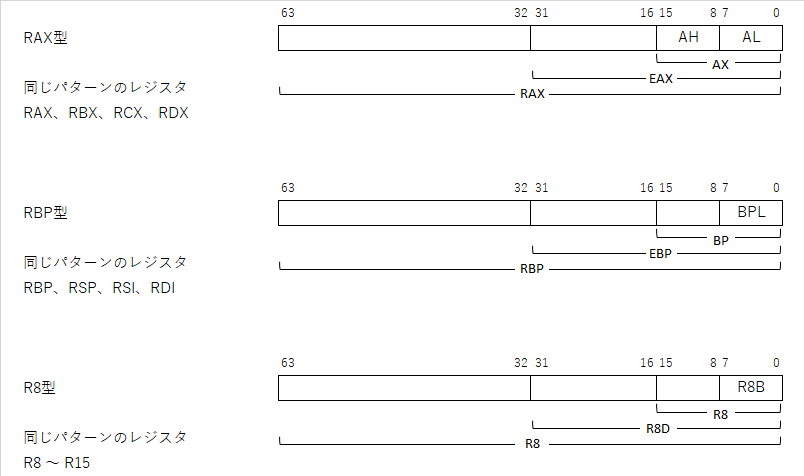 63 32 31 16 15 8 7 0
RAX型 AH AL
AX
同じパターンのレジスタ EAX
RAX
RAX、RBX、RCX、RDX
63 32 31 16 15 8 7 0
RBP型 BPL
BP
同じパターンのレジスタ EBP
RBP
RBP、RSP、RSI、RDI
63 32 31 16 15 8 7 0
R8型 R8B
R8
同じパターンのレジスタ R8D
R8
R8 ～ R15